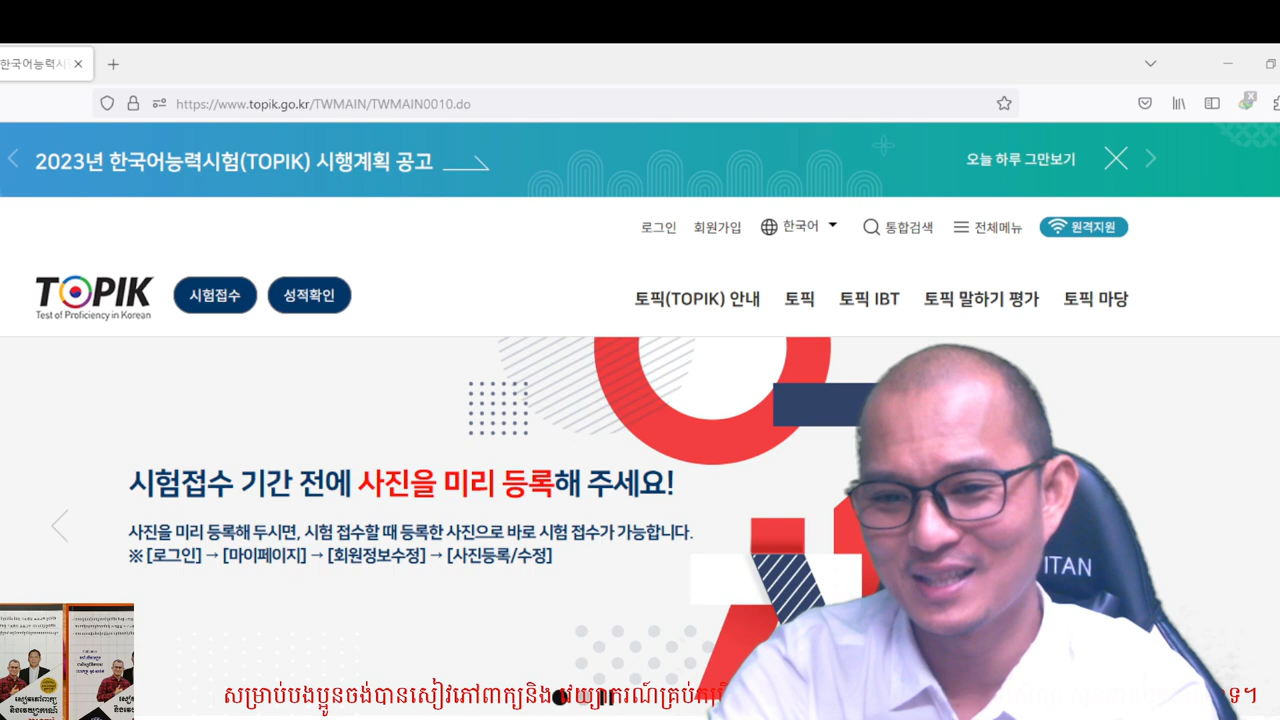 한국어능력시
https://www.topik.go.kr/TWMAIN/TWMAIN0010.do
2023년 한국어능력시험(TOPIK) 시행계획 공고
오늘 하루 그만보기
로그인 회원가입 한국어 통합검색 전체메뉴 원격지원
TOPIK
Test of Proficiency in Korean
시험접수 성적확인
토픽(TOPIK) 안내 토픽 토픽 IBT 토픽 말하기 평가 토픽 마당
시험접수 기간 전에 사진을 미리 등록해 주세요!
사진을 미리 등록해 두시면, 시험 접수할 때 등록한 사진으로 바로 시험 접수가 가능합니다.
※ [로그인] → [마이페이지] → [회원정보수정] → [사진등록/수정]
ITAN
សម្រាប់បងប្អូនចង់បានសៀវភៅពាក្យនិង វេយ្យាករណ៍គ្រប់